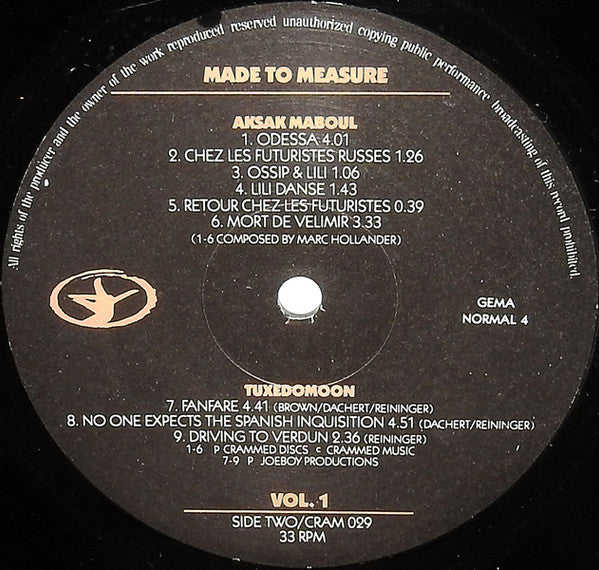 All rights of the producer and the owner of the work reproduced reserved unauthorized copying public performance broadcasting of this record prohibited.
MADE TO MEASURE
AKSAK MABOUL
1. ODESSA 4.01
2. CHEZ LES FUTURISTES RUSSES 1.26
3. OSSIP & LILI 1.06
4. LILI DANSE 1.43
5. RETOUR CHEZ LES FUTURISTES 0.39
6. MORT DE VELIMIR 3.33
(1-6 COMPOSED BY MARC HOLLANDER)
GEMA
NORMAL 4
TUXEDOMOON
7. FANFARE 4.41 (BROWN/DACHERT/REININGER)
8. NO ONE EXPECTS THE SPANISH INQUISITION 4.51 (DACHERT/REININGER)
9. DRIVING TO VERDUN 2.36 (REININGER)
1-6 P CRAMMED DISCS C CRAMMED MUSIC
7-9 P JOEBOY PRODUCTIONS
VOL. 1
SIDE TWO/CRAM 029
33 RPM